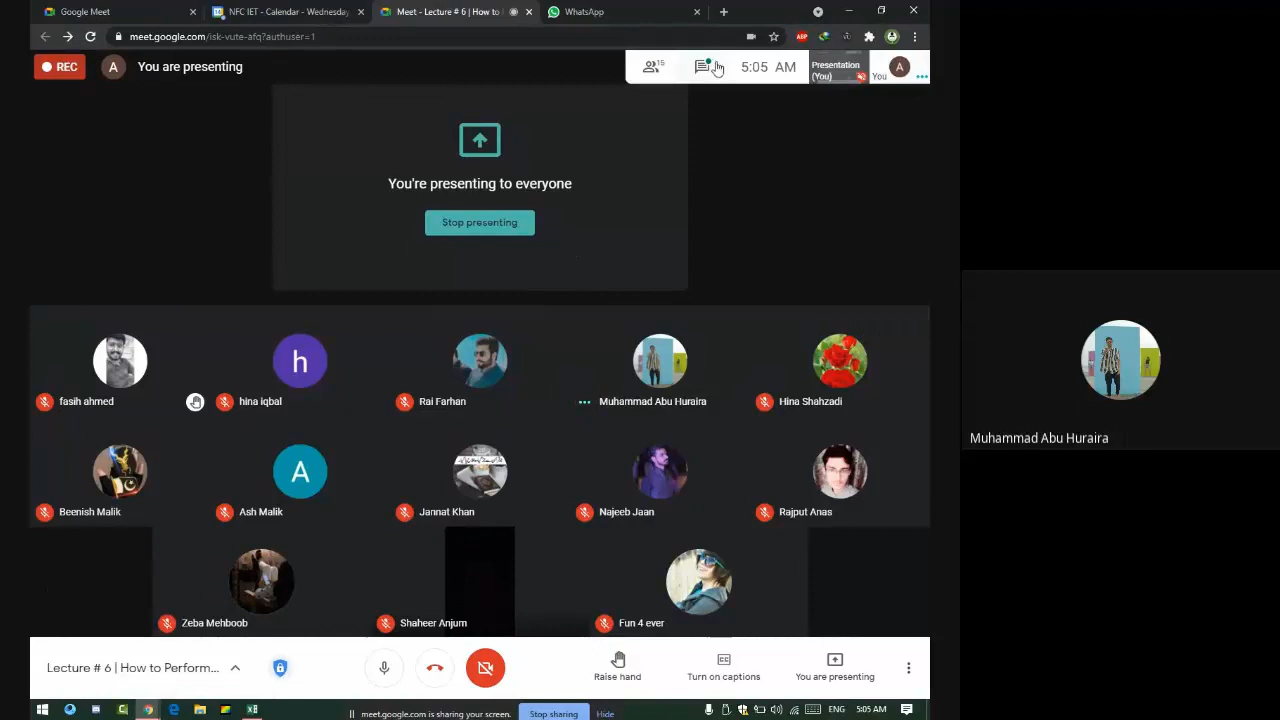 Google Meet
NFC IET - Calendar - Wednesday,
Meet - Lecture # 6 | How to
WhatsApp
meet.google.com/isk-vute-afq?authuser=1
ABP
REC
A
You are presenting
15
5:05 AM
Presentation
(You)
You
A
You're presenting to everyone
Stop presenting
fasih ahmed
h
hina iqbal
Rai Farhan
Muhammad Abu Huraira
Hina Shahzadi
Muhammad Abu Huraira
Beenish Malik
A
Ash Malik
Jannat Khan
Najeeb Jaan
Rajput Anas
Zeba Mehboob
Shaheer Anjum
Fun 4 ever
Lecture # 6 | How to Perform...
Raise hand
Turn on captions
You are presenting
meet.google.com is sharing your screen.
Stop sharing
Hide
ENG
5:05 AM